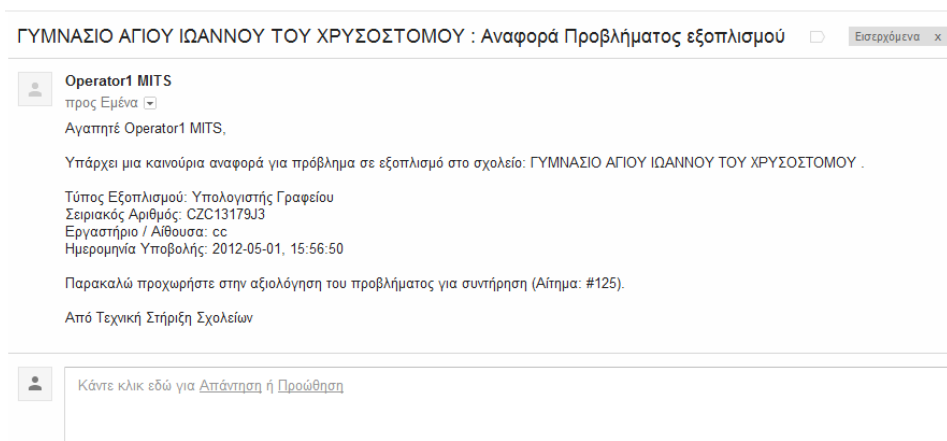 ΓΥΜΝΑΣΙΟ ΑΓΙΟΥ ΙΩΑΝΝΟΥ ΤΟΥ ΧΡΥΣΟΣΤΟΜΟΥ : Αναφορά Προβλήματος εξοπλισμού Εισερχόμενα x
Operator1 MITS
προς Εμένα
Αγαπητέ Operator1 MITS,
Υπάρχει μια καινούρια αναφορά για πρόβλημα σε εξοπλισμό στο σχολείο: ΓΥΜΝΑΣΙΟ ΑΓΙΟΥ ΙΩΑΝΝΟΥ ΤΟΥ ΧΡΥΣΟΣΤΟΜΟΥ .
Τύπος Εξοπλισμού: Υπολογιστής Γραφείου
Σειριακός Αριθμός: CZC13179J3
Εργαστήριο / Αίθουσα: cc
Ημερομηνία Υποβολής: 2012-05-01, 15:56:50
Παρακαλώ προχωρήστε στην αξιολόγηση του προβλήματος για συντήρηση (Αίτημα: #125).
Από Τεχνική Στήριξη Σχολείων
Κάντε κλικ εδώ για Απάντηση ή Προώθηση